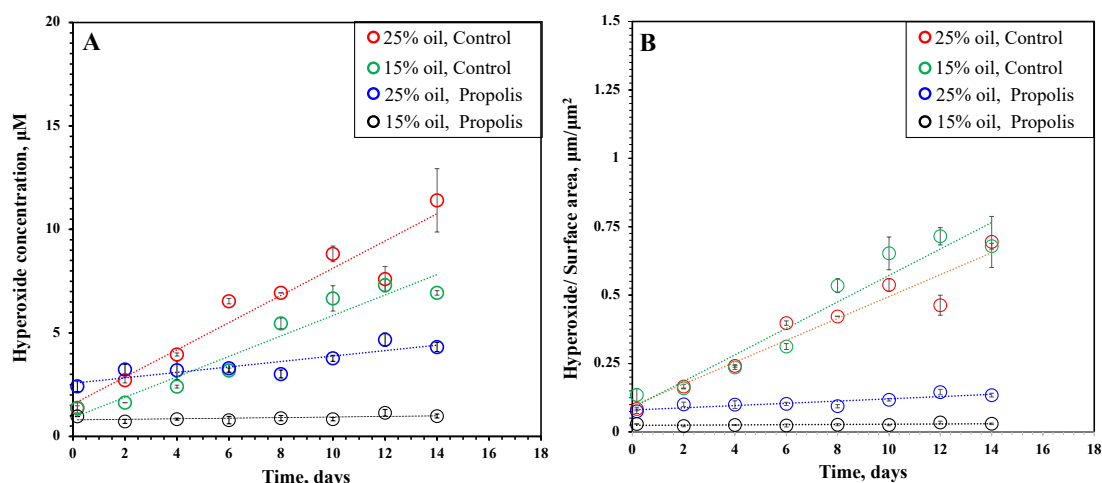 A
25% oil, Control
15% oil, Control
25% oil, Propolis
15% oil, Propolis
20
15
10
5
0
Hyperoxide concentration, µM
0 2 4 6 8 10 12 14 16 18
Time, days
B
25% oil, Control
15% oil, Control
25% oil, Propolis
15% oil, Propolis
1.5
1.25
1
0.75
0.5
0.25
0
Hyperoxide/ Surface area, µm/µm²
0 2 4 6 8 10 12 14 16 18
Time, days